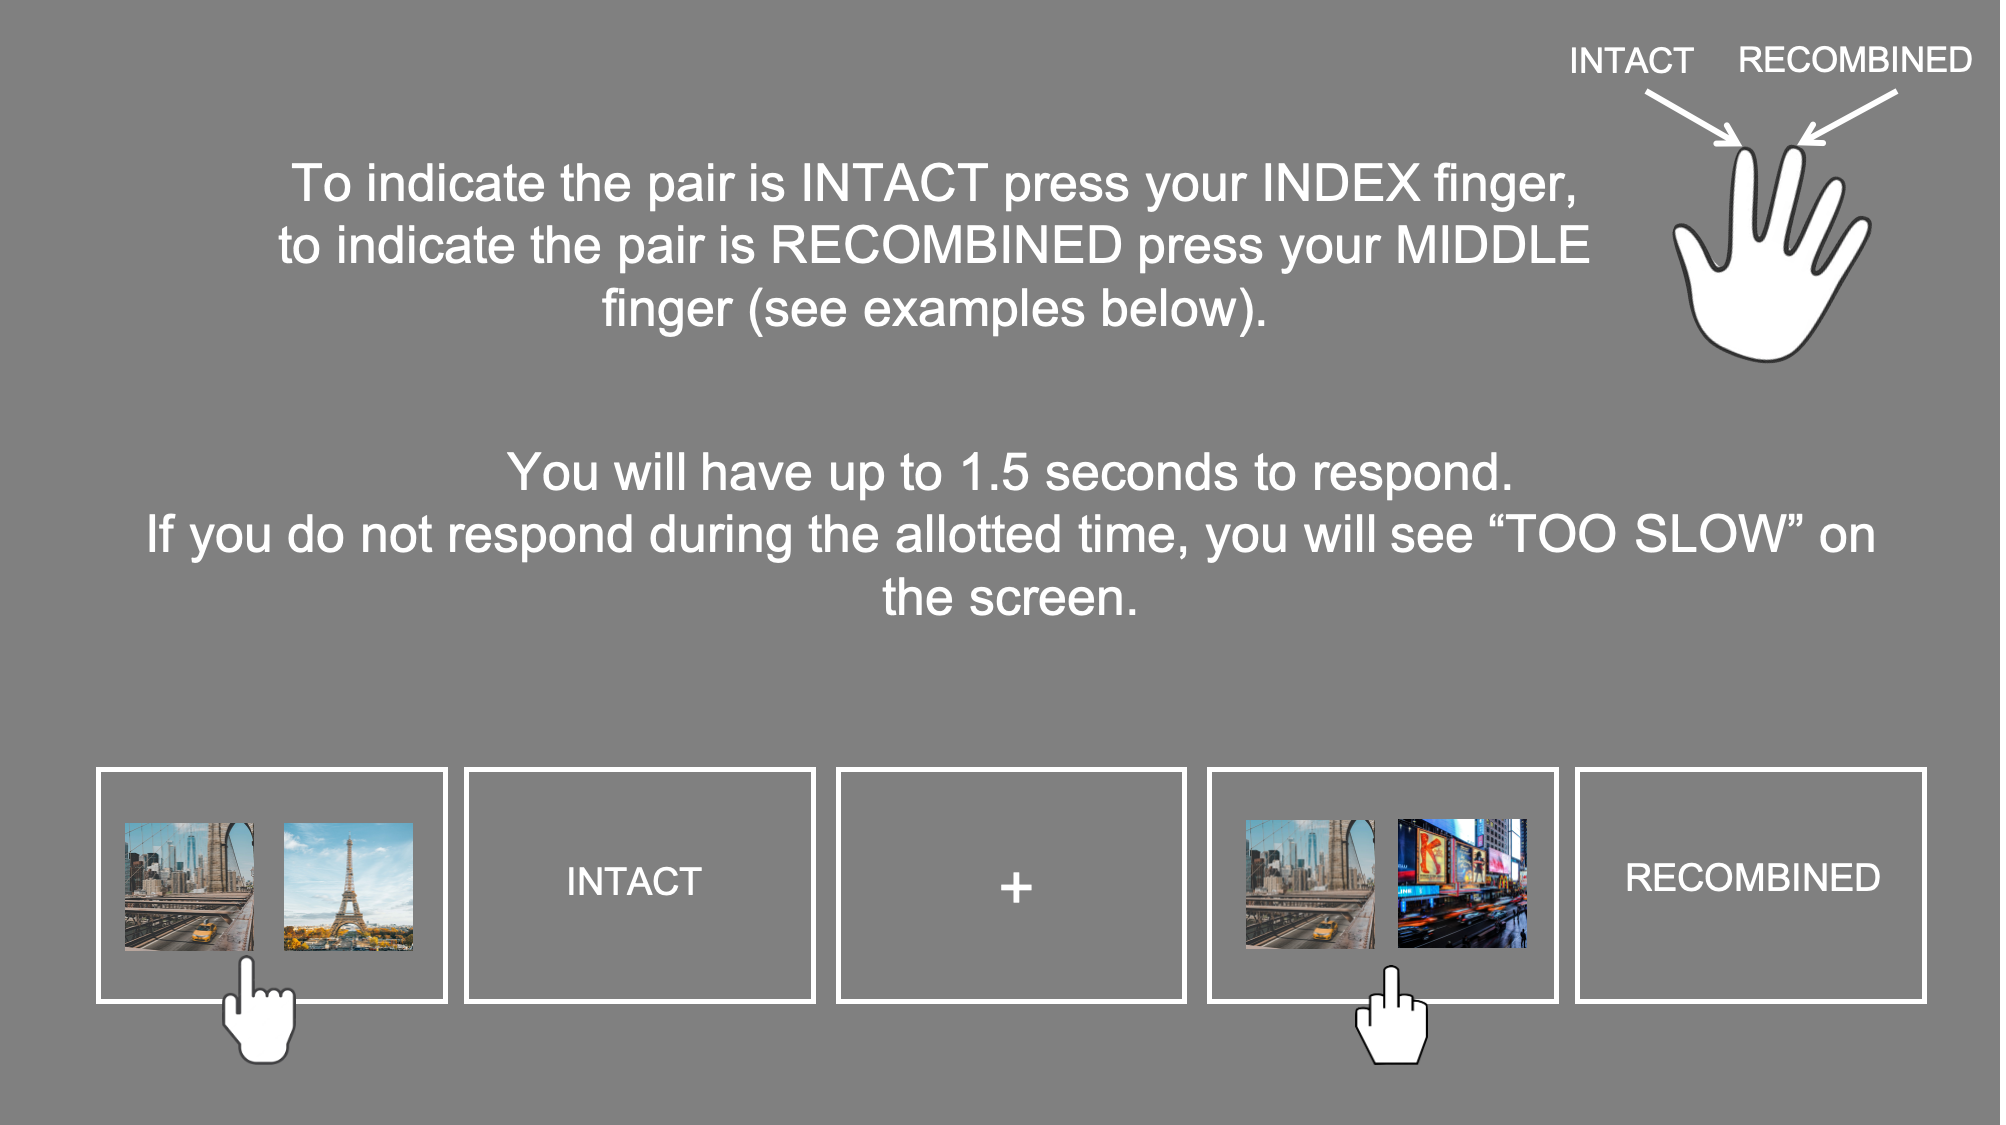 INTACT RECOMBINED
To indicate the pair is INTACT press your INDEX finger,
to indicate the pair is RECOMBINED press your MIDDLE
finger (see examples below).
You will have up to 1.5 seconds to respond.
If you do not respond during the allotted time, you will see “TOO SLOW” on
the screen.
INTACT
+
RECOMBINED